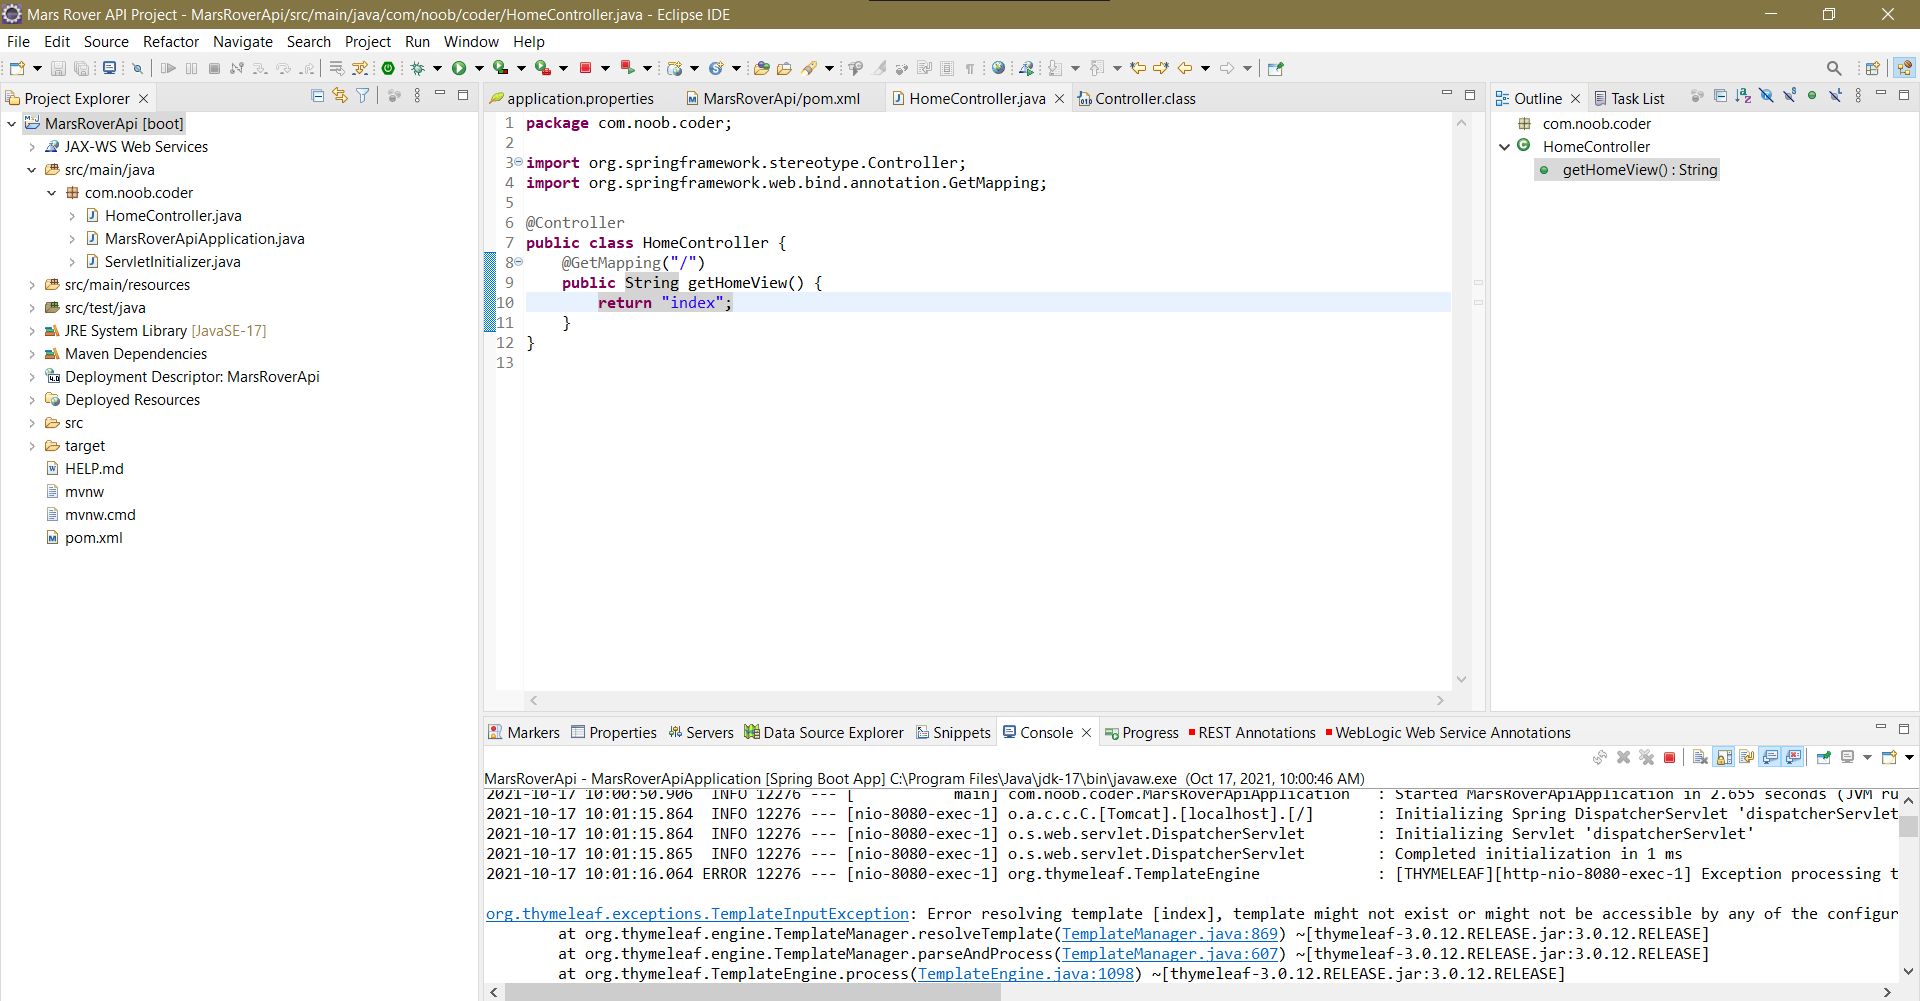 Mars Rover API Project - MarsRoverApi/src/main/java/com/noob/coder/HomeController.java - Eclipse IDE
File Edit Source Refactor Navigate Search Project Run Window Help
Project Explorer
MarsRoverApi [boot]
JAX-WS Web Services
src/main/java
com.noob.coder
HomeController.java
MarsRoverApiApplication.java
ServletInitializer.java
src/main/resources
src/test/java
JRE System Library [JavaSE-17]
Maven Dependencies
Deployment Descriptor: MarsRoverApi
Deployed Resources
src
target
HELP.md
mvnw
mvnw.cmd
pom.xml
application.properties MarsRoverApi/pom.xml HomeController.java Controller.class
1 package com.noob.coder;
2
3 import org.springframework.stereotype.Controller;
4 import org.springframework.web.bind.annotation.GetMapping;
5
6 @Controller
7 public class HomeController {
8 @GetMapping("/")
9 public String getHomeView() {
10 return "index";
11 }
12 }
13
Outline Task List
com.noob.coder
HomeController
getHomeView() : String
Markers Properties Servers Data Source Explorer Snippets Console Progress REST Annotations WebLogic Web Service Annotations
MarsRoverApi - MarsRoverApiApplication [Spring Boot App] C:\Program Files\Java\jdk-17\bin\javaw.exe (Oct 17, 2021, 10:00:46 AM)
2021-10-17 10:00:50.906 INFO 12276 --- [ main] com.noob.coder.MarsRoverApiApplication : Started MarsRoverApiApplication in 2.655 seconds (JVM ru
2021-10-17 10:01:15.864 INFO 12276 --- [nio-8080-exec-1] o.a.c.c.C.[Tomcat].[localhost].[/] : Initializing Spring DispatcherServlet 'dispatcherServlet
2021-10-17 10:01:15.864 INFO 12276 --- [nio-8080-exec-1] o.s.web.servlet.DispatcherServlet : Initializing Servlet 'dispatcherServlet'
2021-10-17 10:01:15.865 INFO 12276 --- [nio-8080-exec-1] o.s.web.servlet.DispatcherServlet : Completed initialization in 1 ms
2021-10-17 10:01:16.064 ERROR 12276 --- [nio-8080-exec-1] org.thymeleaf.TemplateEngine : [THYMELEAF][http-nio-8080-exec-1] Exception processing t
org.thymeleaf.exceptions.TemplateInputException: Error resolving template [index], template might not exist or might not be accessible by any of the configur
at org.thymeleaf.engine.TemplateManager.resolveTemplate(TemplateManager.java:869) ~[thymeleaf-3.0.12.RELEASE.jar:3.0.12.RELEASE]
at org.thymeleaf.engine.TemplateManager.parseAndProcess(TemplateManager.java:607) ~[thymeleaf-3.0.12.RELEASE.jar:3.0.12.RELEASE]
at org.thymeleaf.TemplateEngine.process(TemplateEngine.java:1098) ~[thymeleaf-3.0.12.RELEASE.jar:3.0.12.RELEASE]